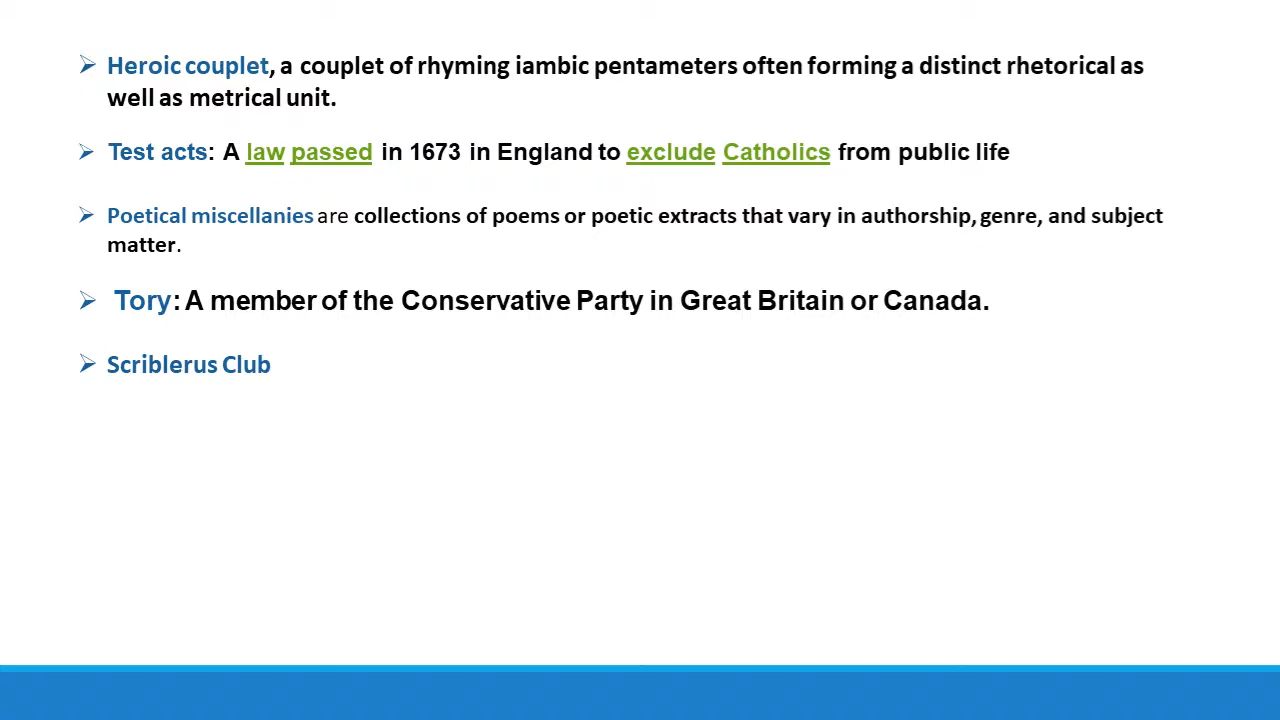 Heroic couplet, a couplet of rhyming iambic pentameters often forming a distinct rhetorical as
well as metrical unit.
Test acts: A law passed in 1673 in England to exclude Catholics from public life
Poetical miscellanies are collections of poems or poetic extracts that vary in authorship, genre, and subject
matter.
Tory: A member of the Conservative Party in Great Britain or Canada.
Scriblerus Club